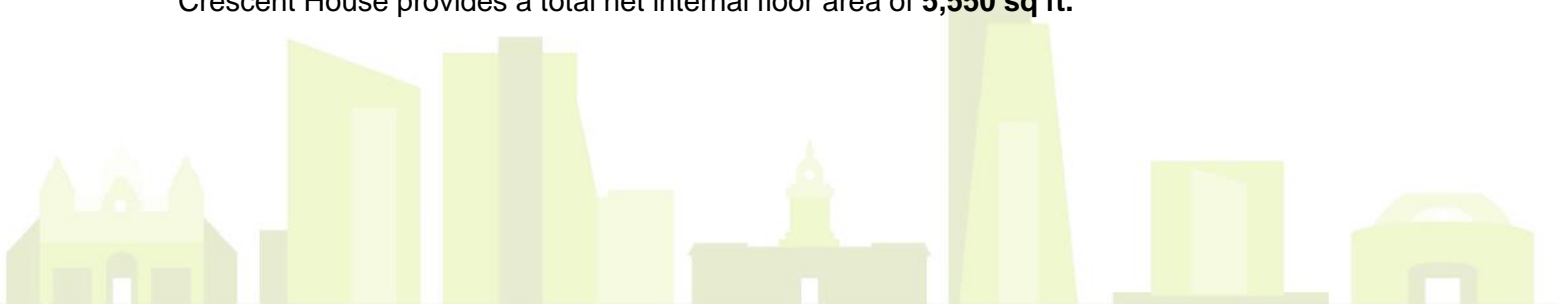 Crescent House provides a total net internal floor area of 5,550 sq ft.